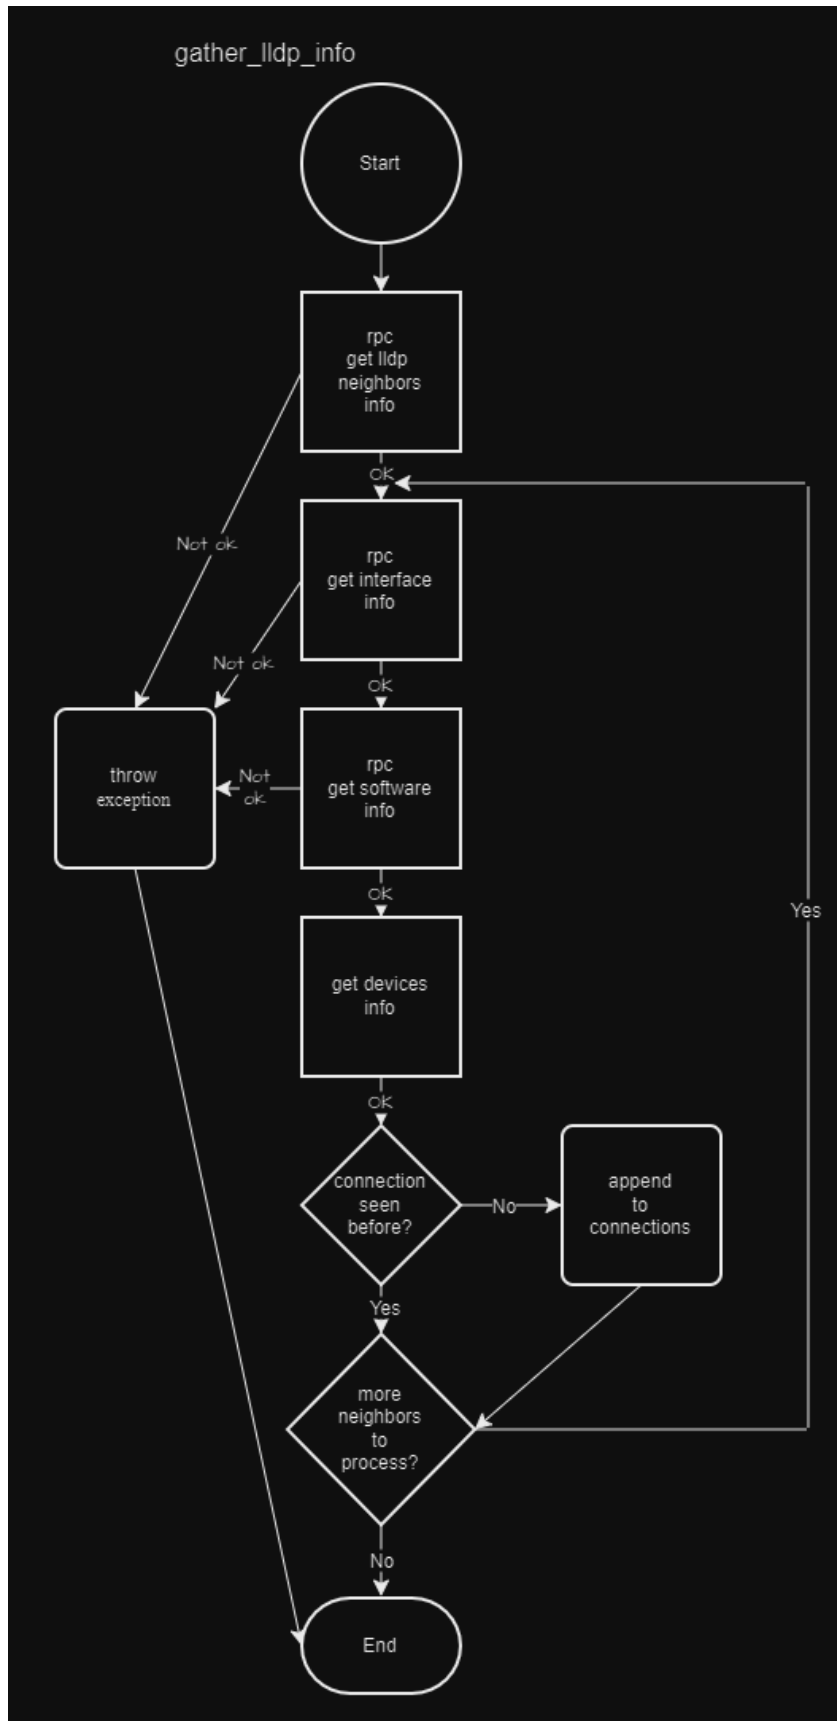 gather_lldp_info
Start
rpc
get lldp
neighbors
info
OK
Not ok
rpc
get interface
info
Not ok
OK
throw
exception
Not
ok
rpc
get software
info
OK
Yes
get devices
info
OK
connection
seen
before?
No
append
to
connections
Yes
more
neighbors
to
process?
No
End